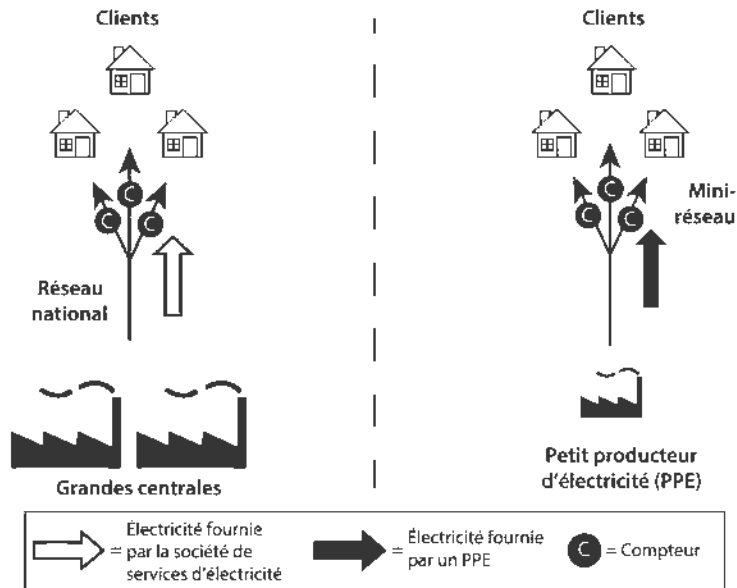 Clients
C
C
C
Réseau
national
Grandes centrales
Clients
C
C
C
Mini-
réseau
Petit producteur
d'électricité (PPE)
= Électricité fournie
par la société de
services d'électricité
= Électricité fournie
par un PPE
C = Compteur